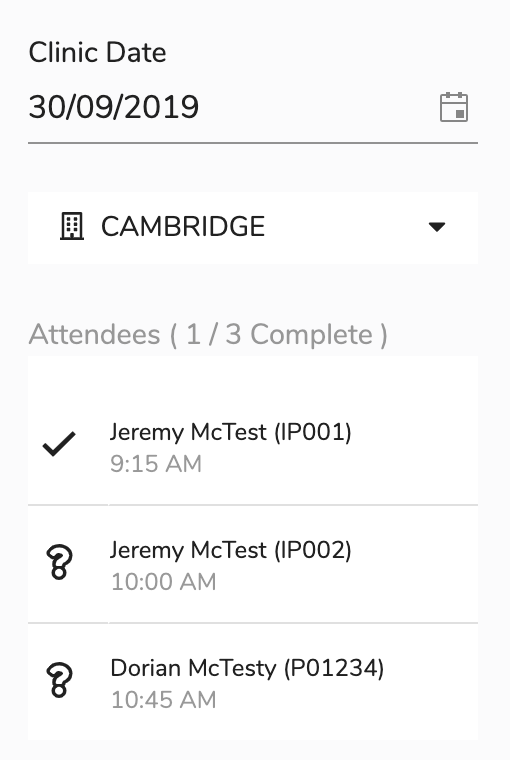 Clinic Date
30/09/2019
CAMBRIDGE
Attendees ( 1 / 3 Complete )
Jeremy McTest (IP001)
9:15 AM
Jeremy McTest (IP002)
10:00 AM
Dorian McTesty (P01234)
10:45 AM